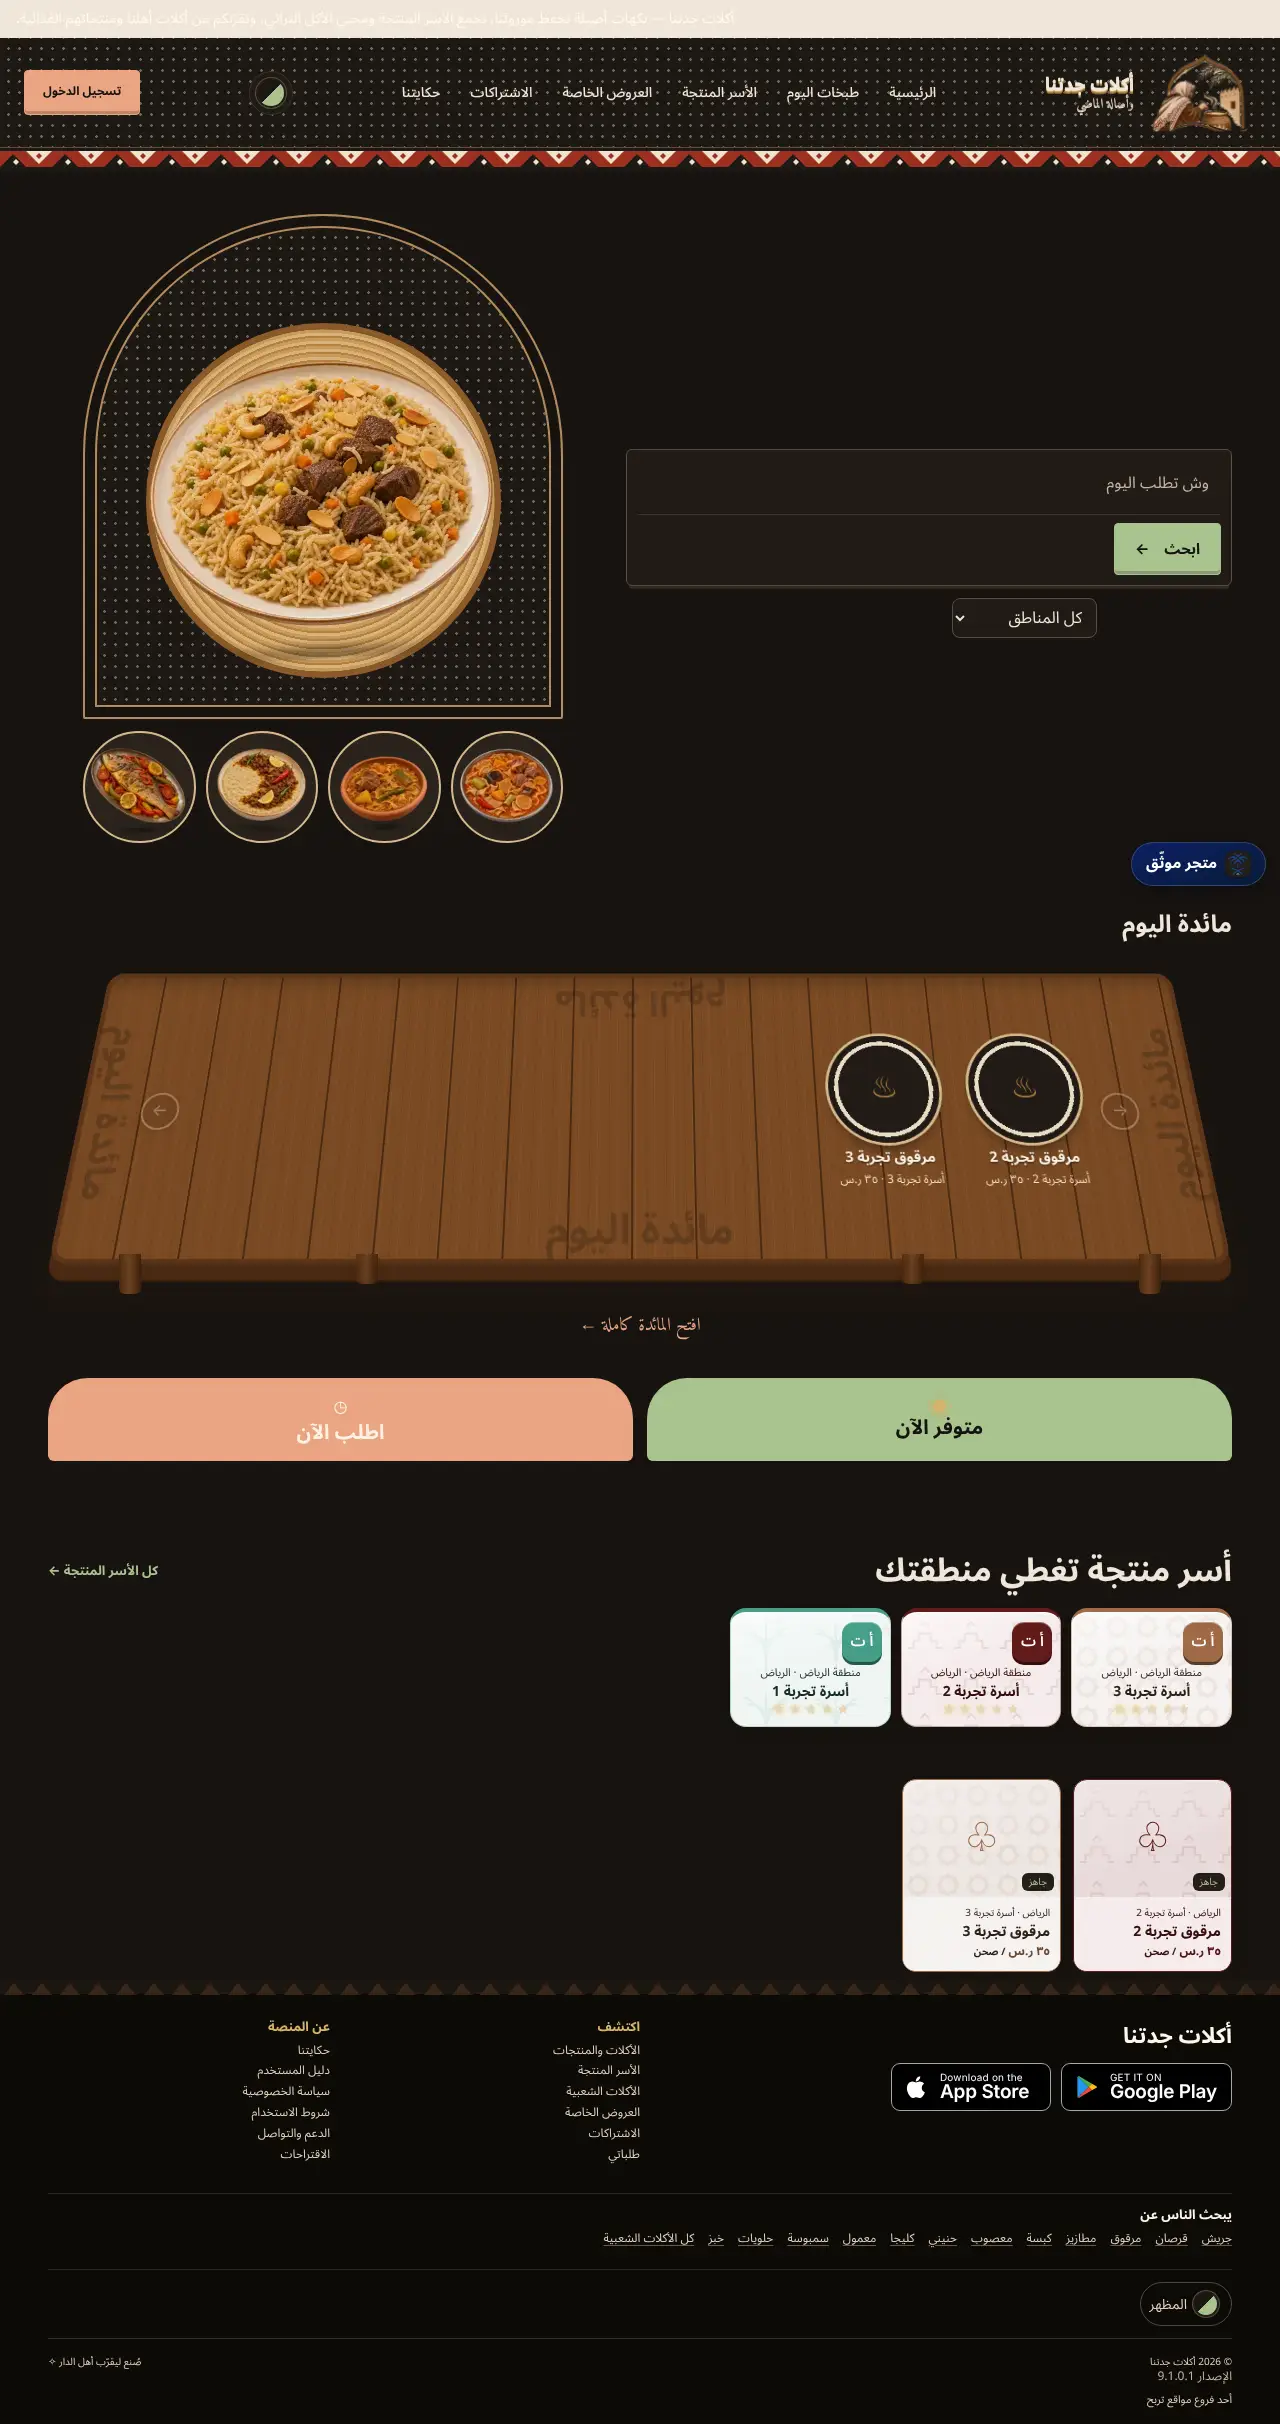 أكلات جدتنا — نكهات أصيلة تحفظ موروثنا، تجمع الأسر المنتجة ومحبي الأكل التراثي، وتقربكم من أكلات أهلنا ومنتجاتهم الغذائية.
أكلات جدتنا
وأصالة الماضي
الرئيسية
طبخات اليوم
الأسر المنتجة
العروض الخاصة
الاشتراكات
حكايتنا
تسجيل الدخول
وش تطلب اليوم
ابحث ←
كل المناطق
متجر موثّق
مائدة اليوم
مائدة اليوم
مائدة اليوم
مائدة اليوم
مرقوق تجربة 2
أسرة تجربة 2 · ٣٥ ر.س
مرقوق تجربة 3
أسرة تجربة 3 · ٣٥ ر.س
مائدة اليوم
افتح المائدة كاملة ←
متوفر الآن
اطلب الآن
أسر منتجة تغطي منطقتك
كل الأسر المنتجة ←
أ ت
منطقة الرياض · الرياض
أسرة تجربة 3
أ ت
منطقة الرياض · الرياض
أسرة تجربة 2
أ ت
منطقة الرياض · الرياض
أسرة تجربة 1
جاهز
الرياض · أسرة تجربة 2
مرقوق تجربة 2
٣٥ ر.س / صحن
جاهز
الرياض · أسرة تجربة 3
مرقوق تجربة 3
٣٥ ر.س / صحن
أكلات جدتنا
GET IT ON
Google Play
Download on the
App Store
اكتشف
الأكلات والمنتجات
الأسر المنتجة
الأكلات الشعبية
العروض الخاصة
الاشتراكات
طلباتي
عن المنصة
حكايتنا
دليل المستخدم
سياسة الخصوصية
شروط الاستخدام
الدعم والتواصل
الاقتراحات
يبحث الناس عن
جريش قرصان مرقوق مطازيز كبسة معصوب حنيني كليجا معمول سمبوسة حلويات خبز كل الأكلات الشعبية
المظهر
© 2026 أكلات جدتنا
الإصدار 9.1.0.1
أحد فروع مواقع تربح
صُنع ليقرّب أهل الدار ✧